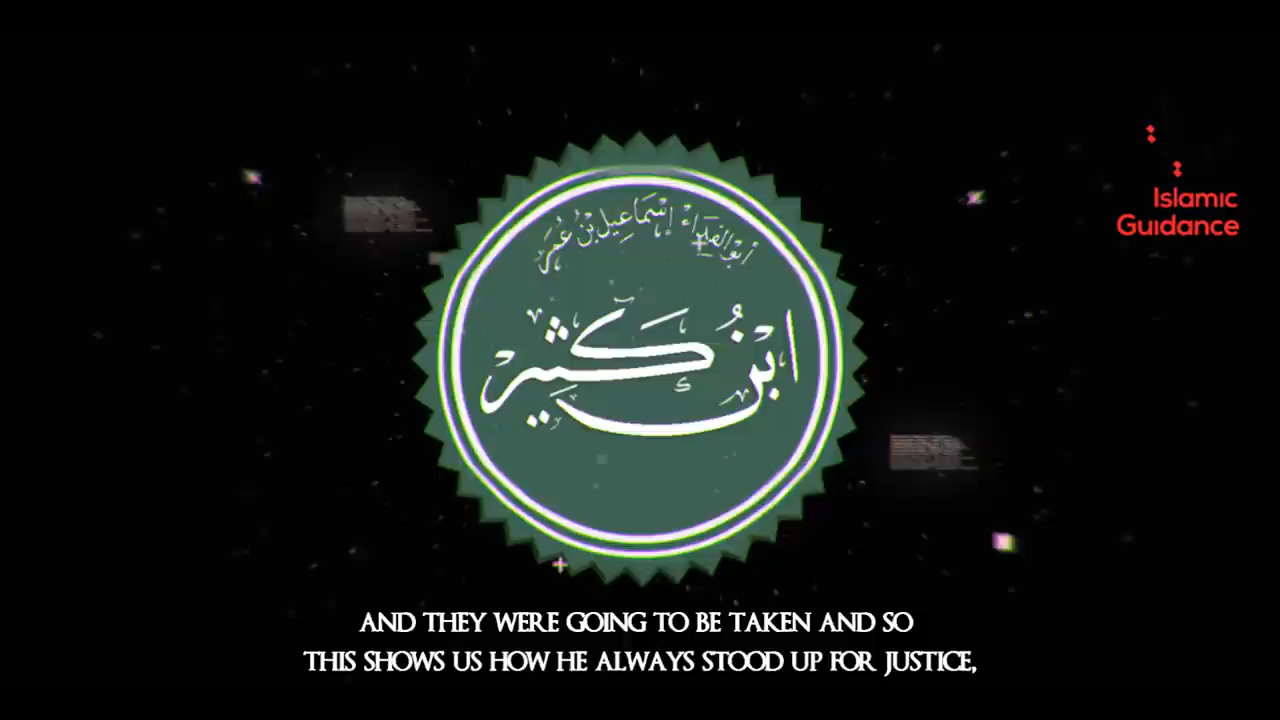 أبو الفداء إسماعيل بن عمر
ابن كثير
Islamic
Guidance
AND THEY WERE GOING TO BE TAKEN AND SO
THIS SHOWS US HOW HE ALWAYS STOOD UP FOR JUSTICE,